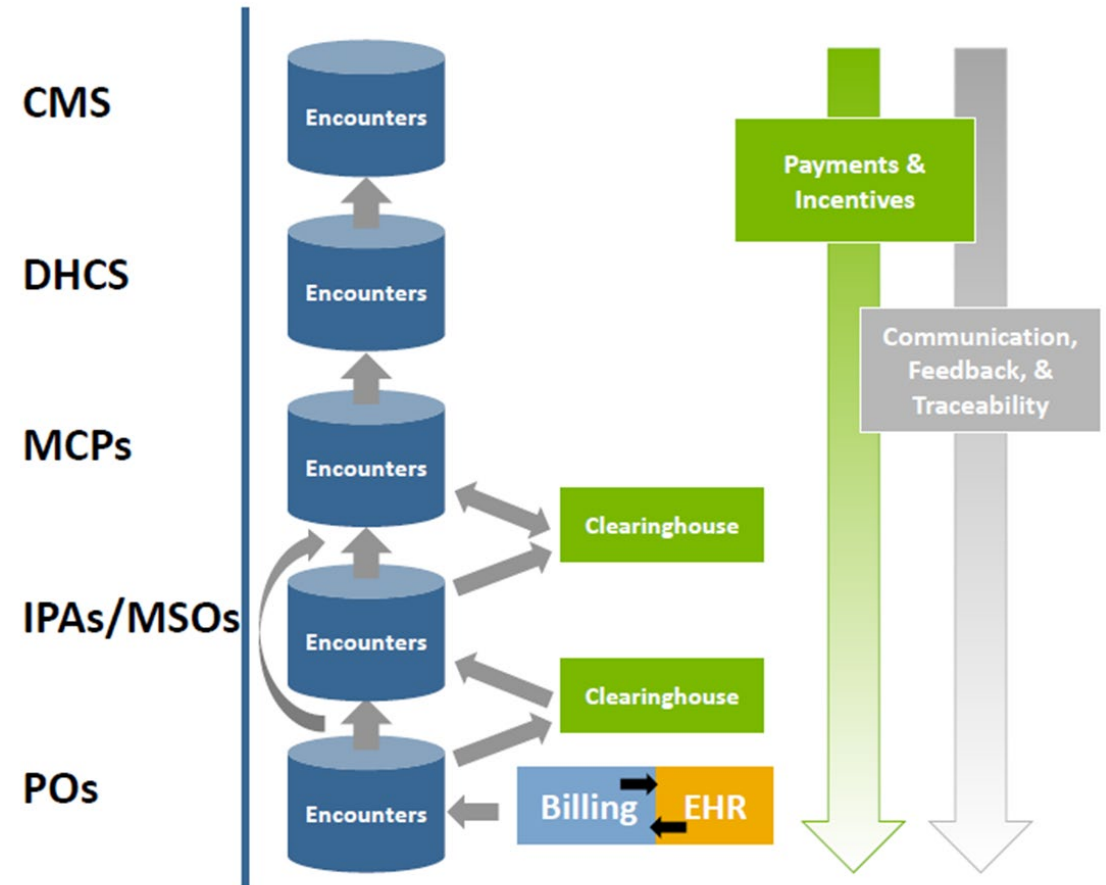 CMS
Encounters
Payments &
Incentives
DHCS
Encounters
Communication,
Feedback, &
Traceability
MCPs
Encounters
Clearinghouse
IPAs/MSOs
Encounters
Clearinghouse
POs
Encounters
Billing
EHR